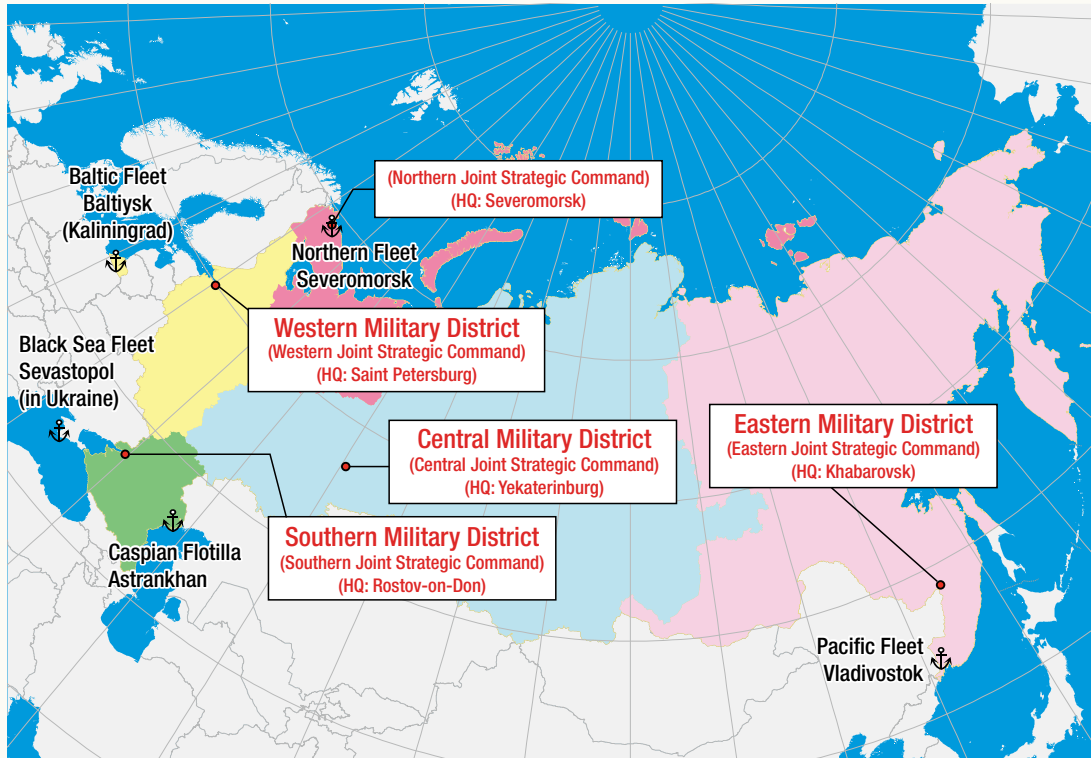 Baltic Fleet
Baltiysk
(Kaliningrad)
(Northern Joint Strategic Command)
(HQ: Severomorsk)
Northern Fleet
Severomorsk
Western Military District
(Western Joint Strategic Command)
(HQ: Saint Petersburg)
Black Sea Fleet
Sevastopol
(in Ukraine)
Central Military District
(Central Joint Strategic Command)
(HQ: Yekaterinburg)
Eastern Military District
(Eastern Joint Strategic Command)
(HQ: Khabarovsk)
Southern Military District
(Southern Joint Strategic Command)
(HQ: Rostov-on-Don)
Caspian Flotilla
Astrankhan
Pacific Fleet
Vladivostok